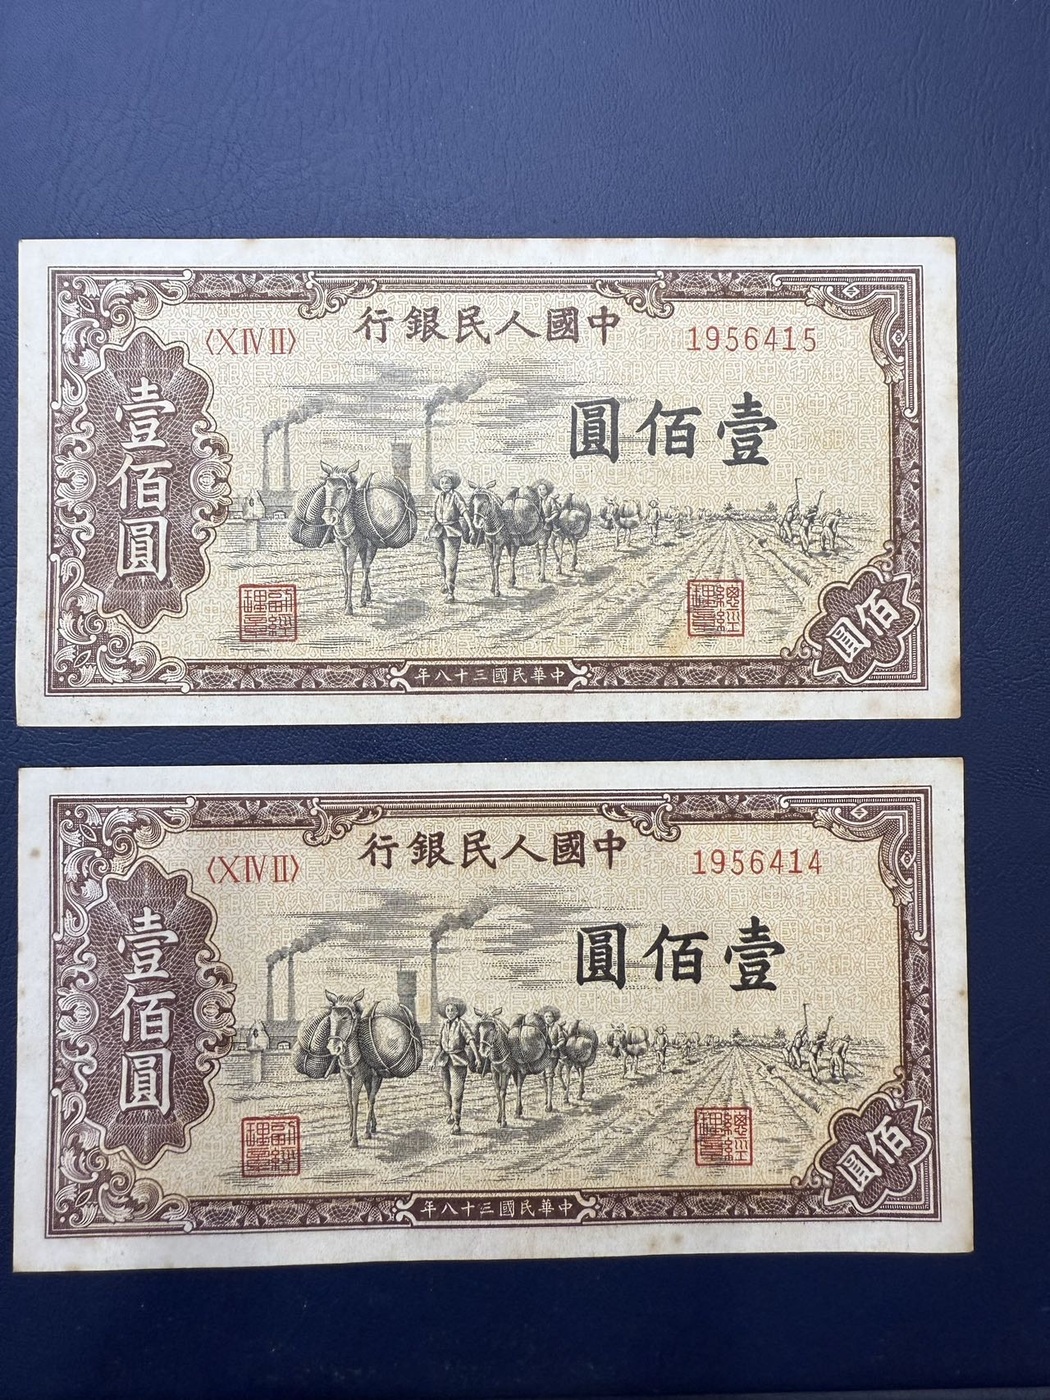 行銀民人國中
〈XIVII〉
1956415
圓佰壹
壹佰圓
佰圓
年八十三國民華中
行銀民人國中
〈XIVII〉
1956414
圓佰壹
壹佰圓
佰圓
年八十三國民華中